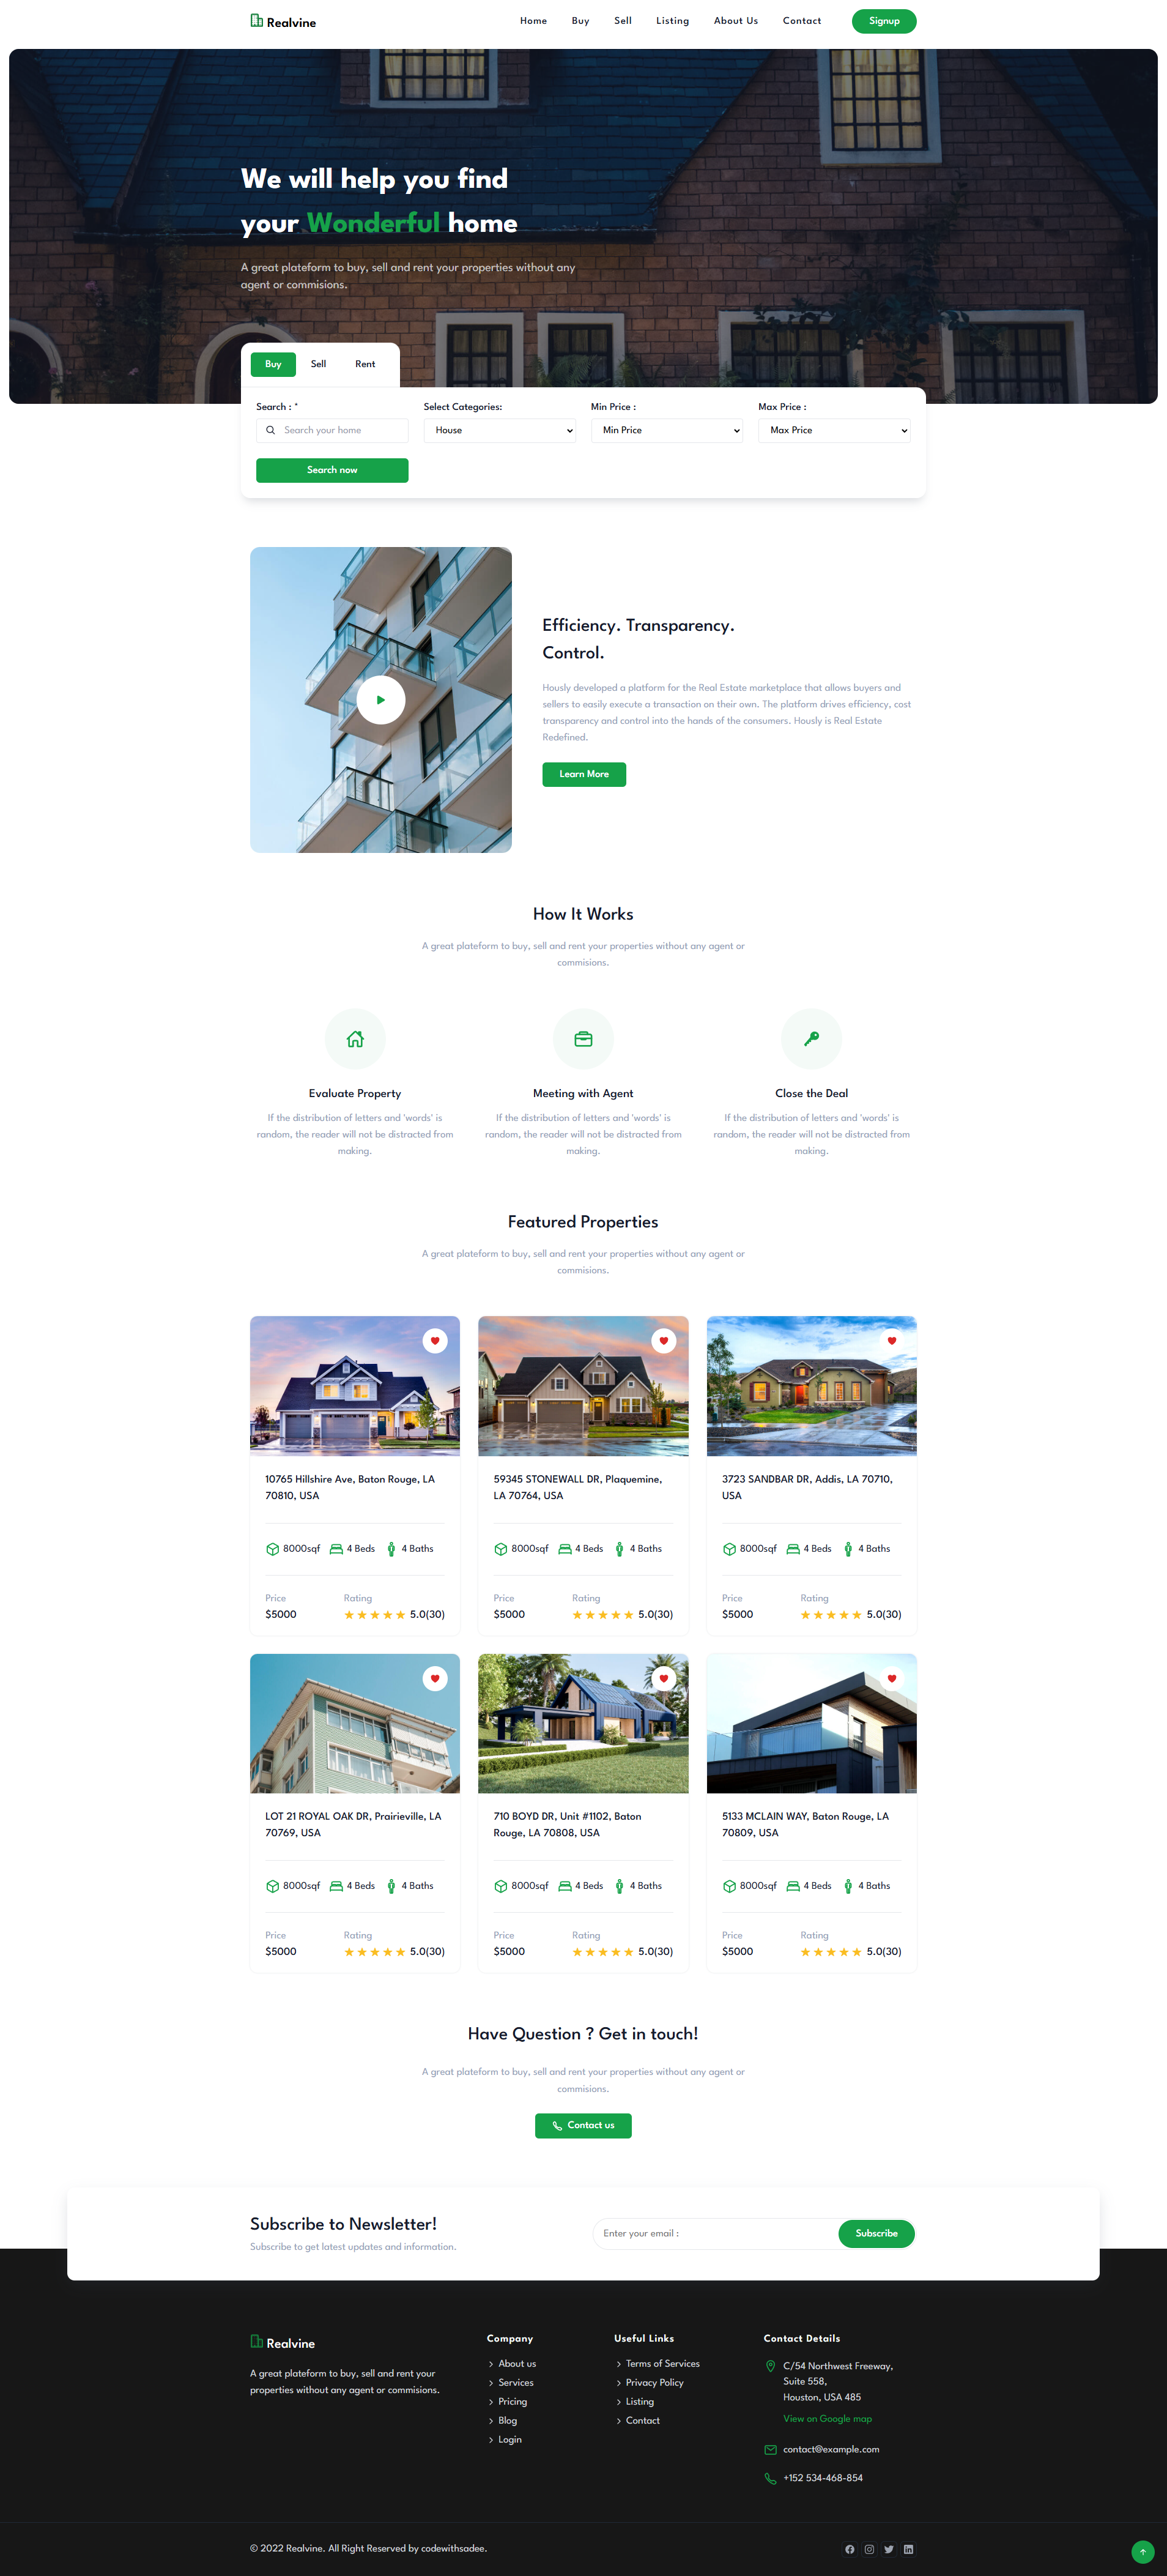 Realvine
Home Buy Sell Listing About Us Contact Signup
We will help you find
your Wonderful home
A great plateform to buy, sell and rent your properties without any
agent or commisions.
Buy Sell Rent
Search : * Select Categories: Min Price : Max Price :
Search your home House Min Price Max Price
Search now
Efficiency. Transparency.
Control.
Hously developed a platform for the Real Estate marketplace that allows buyers and
sellers to easily execute a transaction on their own. The platform drives efficiency, cost
transparency and control into the hands of the consumers. Hously is Real Estate
Redefined.
Learn More
How It Works
A great plateform to buy, sell and rent your properties without any agent or
commisions.
Evaluate Property
If the distribution of letters and 'words' is
random, the reader will not be distracted from
making.
Meeting with Agent
If the distribution of letters and 'words' is
random, the reader will not be distracted from
making.
Close the Deal
If the distribution of letters and 'words' is
random, the reader will not be distracted from
making.
Featured Properties
A great plateform to buy, sell and rent your properties without any agent or
commisions.
10765 Hillshire Ave, Baton Rouge, LA
70810, USA
8000sqf 4 Beds 4 Baths
Price Rating
$5000 5.0(30)
59345 STONEWALL DR, Plaquemine,
LA 70764, USA
8000sqf 4 Beds 4 Baths
Price Rating
$5000 5.0(30)
3723 SANDBAR DR, Addis, LA 70710,
USA
8000sqf 4 Beds 4 Baths
Price Rating
$5000 5.0(30)
LOT 21 ROYAL OAK DR, Prairieville, LA
70769, USA
8000sqf 4 Beds 4 Baths
Price Rating
$5000 5.0(30)
710 BOYD DR, Unit #1102, Baton
Rouge, LA 70808, USA
8000sqf 4 Beds 4 Baths
Price Rating
$5000 5.0(30)
5133 MCLAIN WAY, Baton Rouge, LA
70809, USA
8000sqf 4 Beds 4 Baths
Price Rating
$5000 5.0(30)
Have Question ? Get in touch!
A great plateform to buy, sell and rent your properties without any agent or
commisions.
Contact us
Subscribe to Newsletter!
Subscribe to get latest updates and information.
Enter your email : Subscribe
Realvine
A great plateform to buy, sell and rent your
properties without any agent or commisions.
Company
About us
Services
Pricing
Blog
Login
Useful Links
Terms of Services
Privacy Policy
Listing
Contact
Contact Details
C/54 Northwest Freeway,
Suite 558,
Houston, USA 485
View on Google map
contact@example.com
+152 534-468-854
© 2022 Realvine. All Right Reserved by codewithsadee.